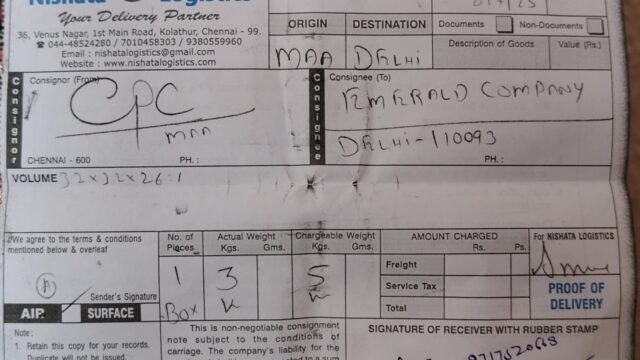 Nishata Logistics
Your Delivery Partner
36, Venus Nagar, 1st Main Road, Kolathur, Chennai - 99.
☎ 044-48524280 / 7010458303 / 9380559960
Email : nishatalogistics@gmail.com
Website : www.nishatalogistics.com
ORIGIN DESTINATION Documents Non-Documents
MAA DELHI Description of Goods Value (Rs.)
Consignor (From) Consignee (To)
Consignor CPC Consignee EMERALD COMPANY
MAA
DELHI-110093
CHENNAI - 600 PH. : PH. :
VOLUME 32x32x26:1
We agree to the terms & conditions mentioned below & overleaf
No. of Pieces Actual Weight Kgs. Gms. Chargeable Weight Kgs. Gms. AMOUNT CHARGED Rs. Ps. For NISHATA LOGISTICS
A 1 3 5 Freight
Sender's Signature Service Tax PROOF OF
AIR SURFACE Box K Total DELIVERY
Note:
1. Retain this copy for your records.
Duplicate will not be issued.
This is non-negotiable consignment
note subject to the conditions of
carriage. The company's liability for the
SIGNATURE OF RECEIVER WITH RUBBER STAMP